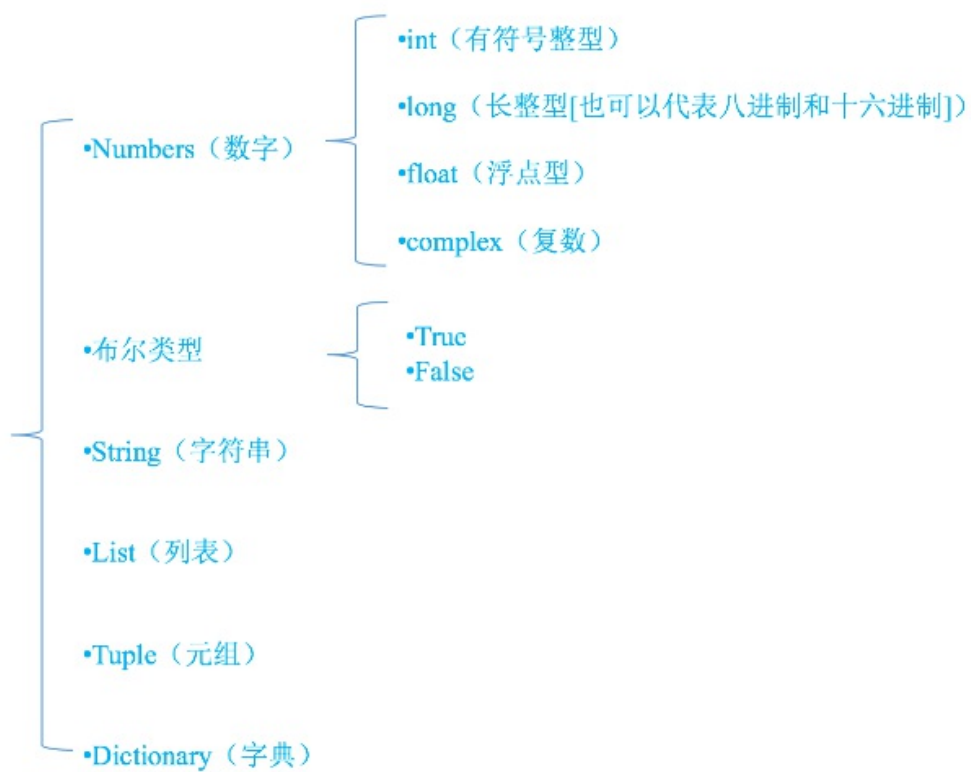 •Numbers（数字）
•int（有符号整型）
•long（长整型[也可以代表八进制和十六进制]）
•float（浮点型）
•complex（复数）
•布尔类型
•True
•False
•String（字符串）
•List（列表）
•Tuple（元组）
•Dictionary（字典）